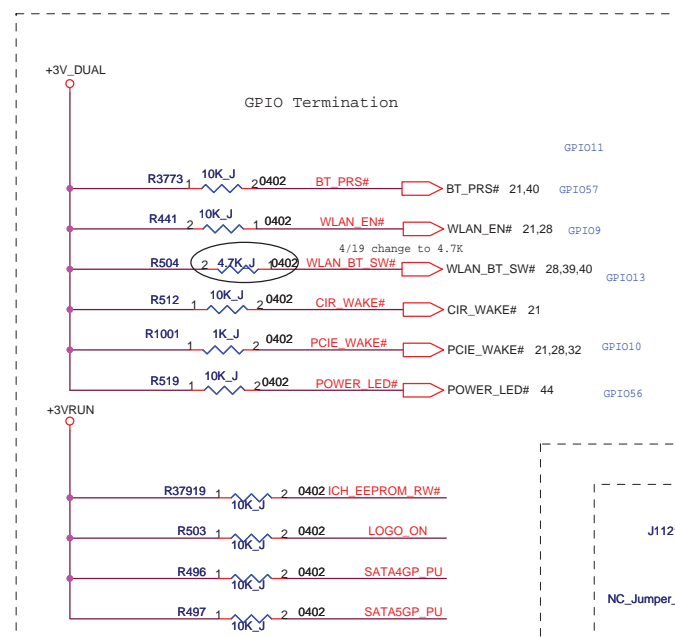 +3V_DUAL
GPIO Termination
GPIO11
R3773 1 10K_J 2 0402 BT_PRS# BT_PRS# 21,40 GPIO57
R441 2 10K_J 1 0402 WLAN_EN# WLAN_EN# 21,28 GPIO9
4/19 change to 4.7K
R504 2 4.7K_J 1 0402 WLAN_BT_SW# WLAN_BT_SW# 28,39,40 GPIO13
R512 1 10K_J 2 0402 CIR_WAKE# CIR_WAKE# 21
R1001 1 1K_J 2 0402 PCIE_WAKE# PCIE_WAKE# 21,28,32 GPIO10
R519 1 10K_J 2 0402 POWER_LED# POWER_LED# 44 GPIO56
+3VRUN
R37919 1 10K_J 2 0402 ICH_EEPROM_RW#
R503 1 10K_J 2 0402 LOGO_ON
J112
R496 1 10K_J 2 0402 SATA4GP_PU
NC_Jumper_
R497 1 10K_J 2 0402 SATA5GP_PU